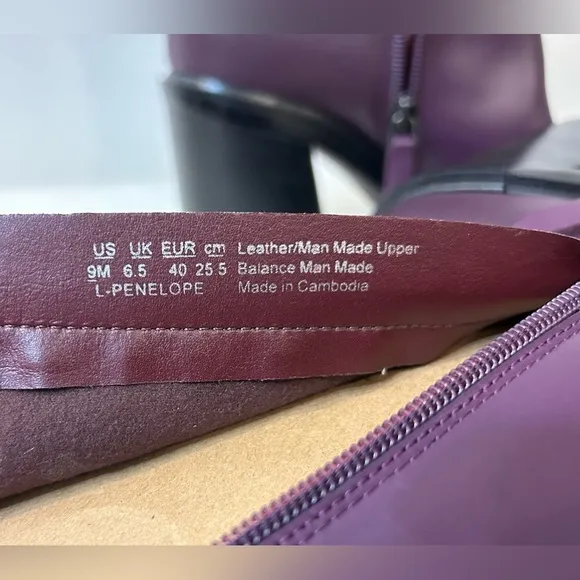 US UK EUR cm Leather/Man Made Upper
9M 6.5 40 25 5 Balance Man Made
L-PENELOPE Made in Cambodia